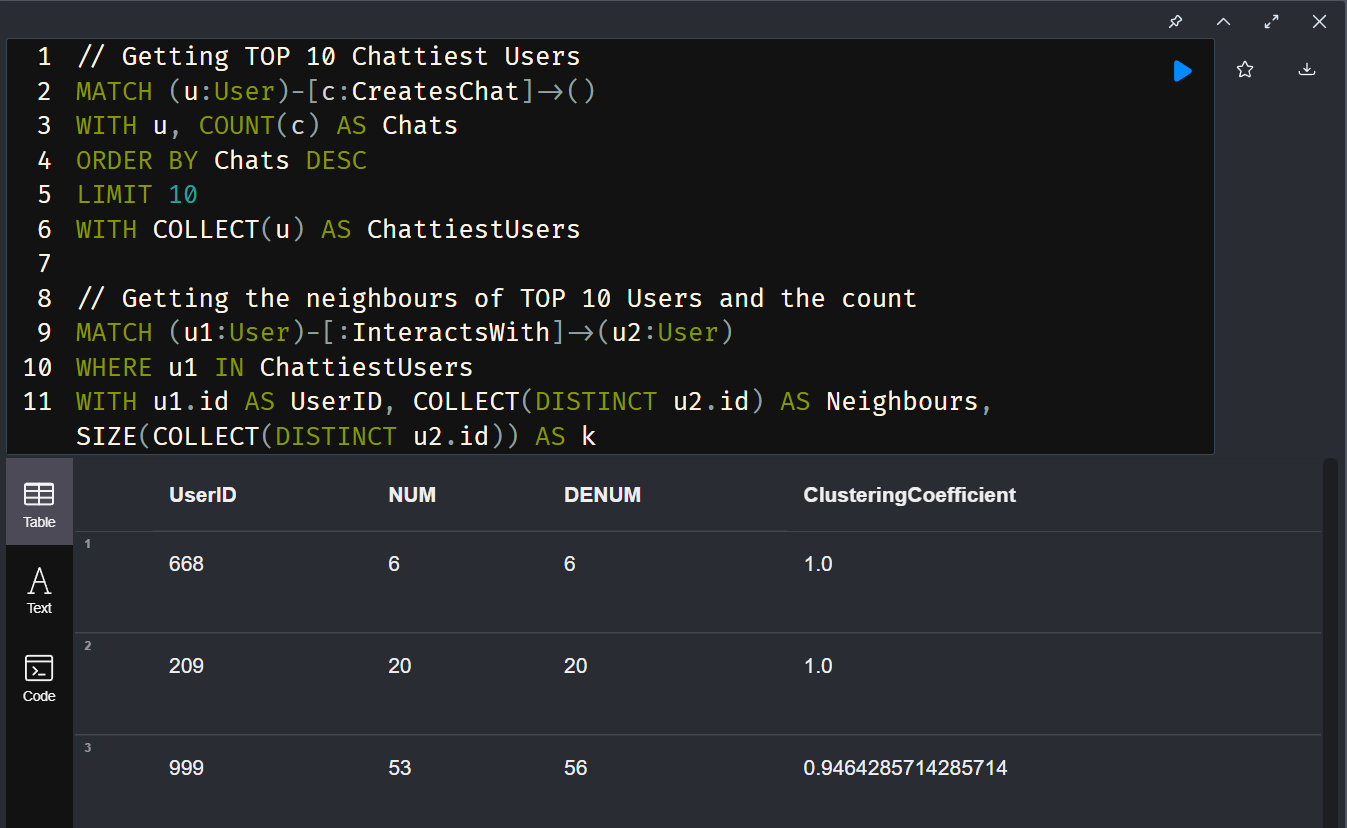 1 // Getting TOP 10 Chattiest Users
2 MATCH (u:User)-[c:CreatesChat]->()
3 WITH u, COUNT(c) AS Chats
4 ORDER BY Chats DESC
5 LIMIT 10
6 WITH COLLECT(u) AS ChattiestUsers
7
8 // Getting the neighbours of TOP 10 Users and the count
9 MATCH (u1:User)-[:InteractsWith]->(u2:User)
10 WHERE u1 IN ChattiestUsers
11 WITH u1.id AS UserID, COLLECT(DISTINCT u2.id) AS Neighbours,
SIZE(COLLECT(DISTINCT u2.id)) AS k
Table
Text
Code
UserID NUM DENUM ClusteringCoefficient
1 668 6 6 1.0
2 209 20 20 1.0
3 999 53 56 0.9464285714285714